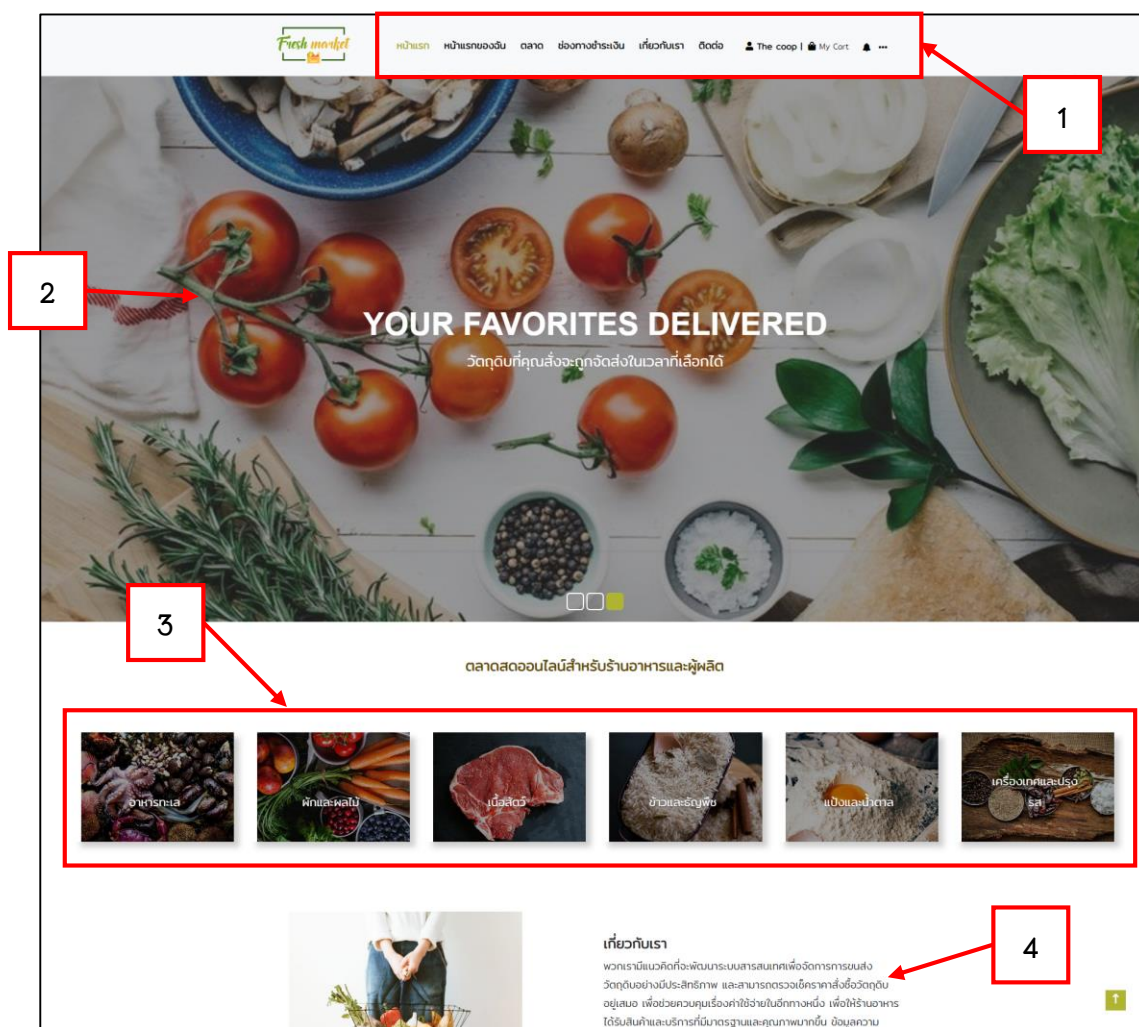 Fresh market
หน้าแรก หน้าแรกของฉัน ตลาด ช่องทางชำระเงิน เกี่ยวกับเรา ติดต่อ The coop | My Cart
1
2
YOUR FAVORITES DELIVERED
วัตถุดิบที่คุณสั่งจะถูกจัดส่งในเวลาที่เลือกได้
3
ตลาดสดออนไลน์สำหรับร้านอาหารและผู้ผลิต
อาหารทะเล
ผักและผลไม้
เนื้อสัตว์
ข้าวและธัญพืช
แป้งและน้ำตาล
เครื่องเทศและปรุง
รส
4
เกี่ยวกับเรา
พวกเรามีแนวคิดที่จะพัฒนาระบบสารสนเทศเพื่อจัดการการขนส่ง
วัตถุดิบอย่างมีประสิทธิภาพ และสามารถตรวจเช็คราคาสั่งซื้อวัตถุดิบ
อยู่เสมอ เพื่อช่วยควบคุมเรื่องค่าใช้จ่ายในอีกทางหนึ่ง เพื่อให้ร้านอาหาร
ได้รับสินค้าและบริการที่มีมาตรฐานและคุณภาพมากขึ้น ข้อมูลความ